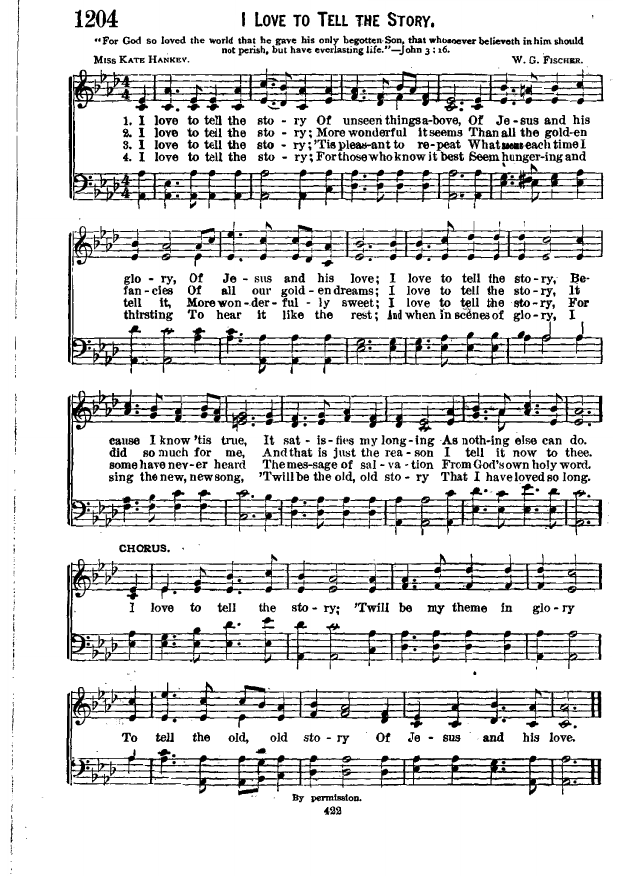 1204
I Love to Tell the Story.
"For God so loved the world that he gave his only begotten Son, that whosoever believeth in him should
not perish, but have everlasting life."—John 3:16.
Miss Kate Hankey. W. G. Fischer.
1. I love to tell the sto - ry Of unseen things a-bove, Of Je - sus and his
2. I love to tell the sto - ry; More wonderful it seems Than all the gold-en
3. I love to tell the sto - ry; 'Tis pleas-ant to re-peat What seems each time I
4. I love to tell the sto - ry; For those who know it best Seem hunger-ing and
glo - ry, Of Je - sus and his love; I love to tell the sto-ry, Be-
fan-cies Of all our gold-en dreams; I love to tell the sto-ry, It
tell it, More won-der-ful - ly sweet; I love to tell the sto-ry, For
thirsting To hear it like the rest; And when in scenes of glo-ry, I
cause I know 'tis true, It sat - is-fies my long-ing As noth-ing else can do.
did so much for me, And that is just the rea-son I tell it now to thee.
some have nev-er heard The mes-sage of sal-va-tion From God's own holy word.
sing the new, new song, 'Twill be the old, old sto-ry That I have loved so long.
CHORUS.
I love to tell the sto-ry; 'Twill be my theme in glo-ry
To tell the old, old sto-ry Of Je-sus and his love.
By permission.
422